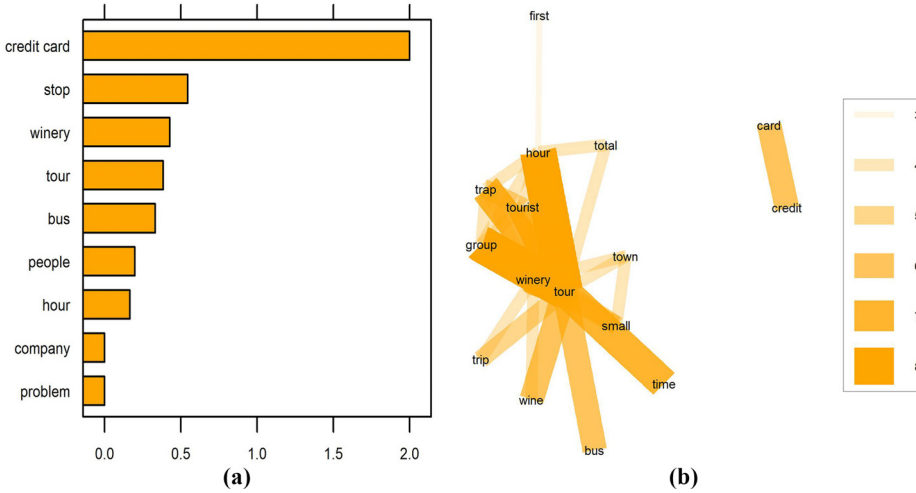 credit card
stop
winery
tour
bus
people
hour
company
problem
0.0 0.5 1.0 1.5 2.0
(a)
first
hour
total
trap
tourist
group
town
winery
tour
small
trip
time
wine
bus
card
credit
(b)